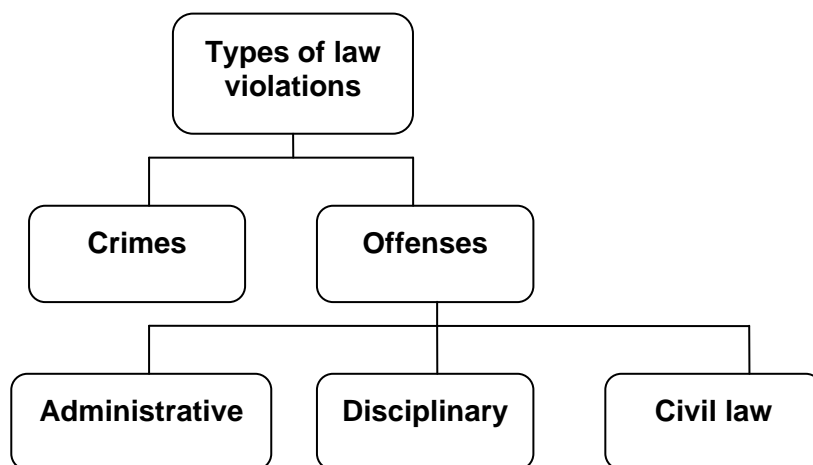 Types of law
violations
Crimes
Offenses
Administrative
Disciplinary
Civil law